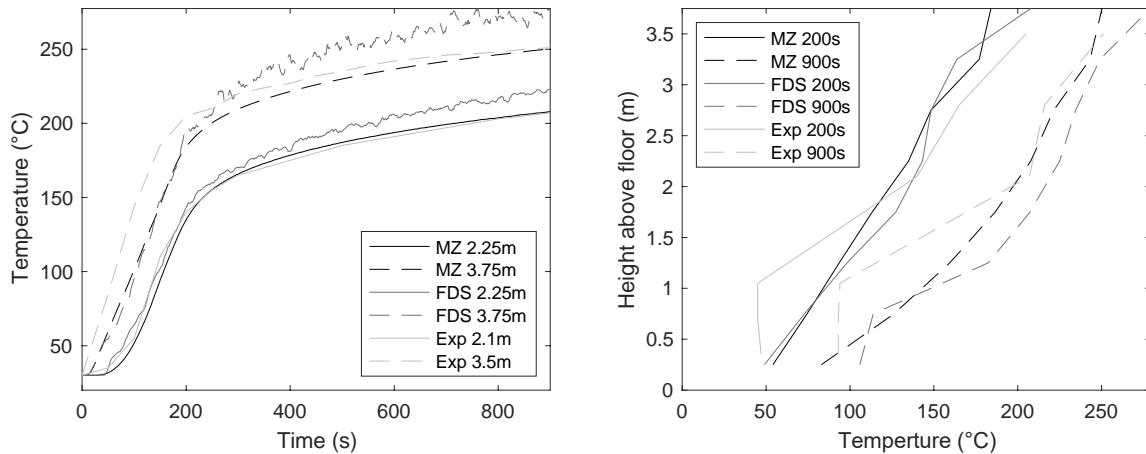 250
200
150
100
50
0
200
400
600
800
Time (s)
Temperature (°C)
MZ 2.25m
MZ 3.75m
FDS 2.25m
FDS 3.75m
Exp 2.1m
Exp 3.5m
3.5
3
2.5
2
1.5
1
0.5
0
0
50
100
150
200
250
Temperture (°C)
Height above floor (m)
MZ 200s
MZ 900s
FDS 200s
FDS 900s
Exp 200s
Exp 900s